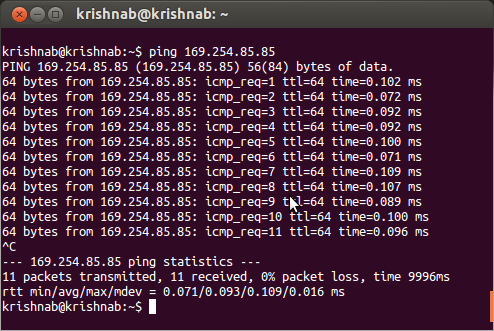 krishnab@krishnab: ~
krishnab@krishnab:~$ ping 169.254.85.85
PING 169.254.85.85 (169.254.85.85) 56(84) bytes of data.
64 bytes from 169.254.85.85: icmp_req=1 ttl=64 time=0.102 ms
64 bytes from 169.254.85.85: icmp_req=2 ttl=64 time=0.072 ms
64 bytes from 169.254.85.85: icmp_req=3 ttl=64 time=0.092 ms
64 bytes from 169.254.85.85: icmp_req=4 ttl=64 time=0.092 ms
64 bytes from 169.254.85.85: icmp_req=5 ttl=64 time=0.100 ms
64 bytes from 169.254.85.85: icmp_req=6 ttl=64 time=0.071 ms
64 bytes from 169.254.85.85: icmp_req=7 ttl=64 time=0.109 ms
64 bytes from 169.254.85.85: icmp_req=8 ttl=64 time=0.107 ms
64 bytes from 169.254.85.85: icmp_req=9 ttl=64 time=0.089 ms
64 bytes from 169.254.85.85: icmp_req=10 ttl=64 time=0.100 ms
64 bytes from 169.254.85.85: icmp_req=11 ttl=64 time=0.096 ms
^C
--- 169.254.85.85 ping statistics ---
11 packets transmitted, 11 received, 0% packet loss, time 9996ms
rtt min/avg/max/mdev = 0.071/0.093/0.109/0.016 ms
krishnab@krishnab:~$